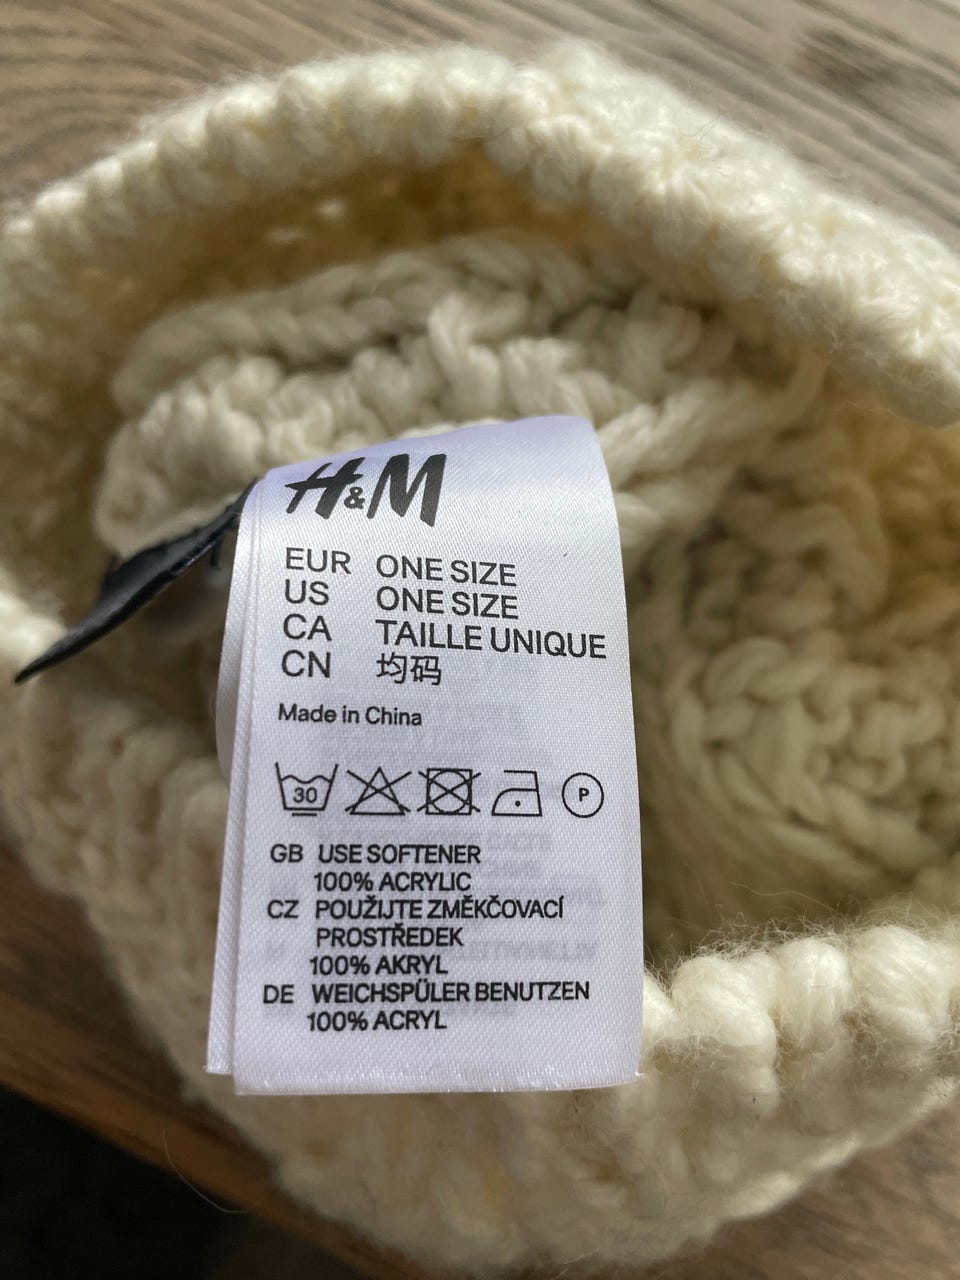 H&M
EUR ONE SIZE
US ONE SIZE
CA TAILLE UNIQUE
CN 均码
Made in China
30 P
GB USE SOFTENER
100% ACRYLIC
CZ POUŽIJTE ZMĚKČOVACÍ
PROSTŘEDEK
100% AKRYL
DE WEICHSPÜLER BENUTZEN
100% ACRYL